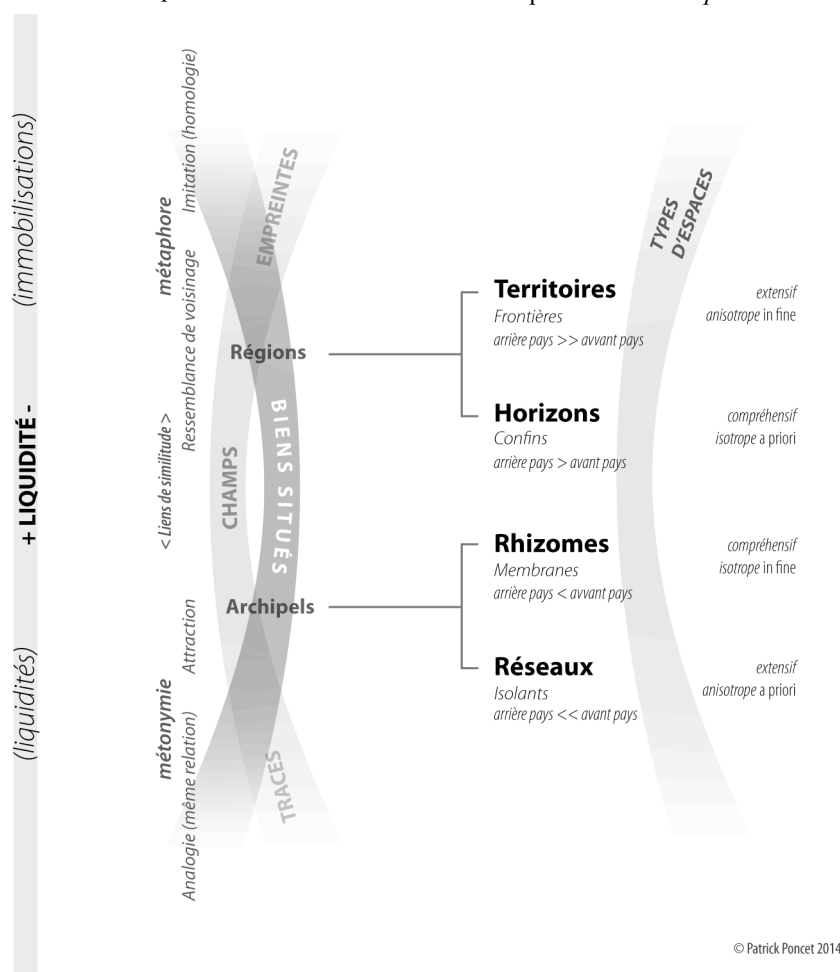 (immobilisations)
+ LIQUIDITÉ -
(liquidités)
Imitation (homologie)
métaphore
Ressemblance de voisinage
< Liens de similitude >
Attraction
métonymie
Analogie (même relation)
EMPREINTES
Régions
CHAMPS
BIENS SITUÉS
Archipels
TRACES
Territoires
Frontières
arrière pays >> avvant pays
Horizons
Confins
arrière pays > avant pays
Rhizomes
Membranes
arrière pays < avvant pays
Réseaux
Isolants
arrière pays << avant pays
TYPES
D'ESPACES
extensif
anisotrope in fine
compréhensif
isotrope a priori
compréhensif
isotrope in fine
extensif
anisotrope a priori
© Patrick Poncet 2014